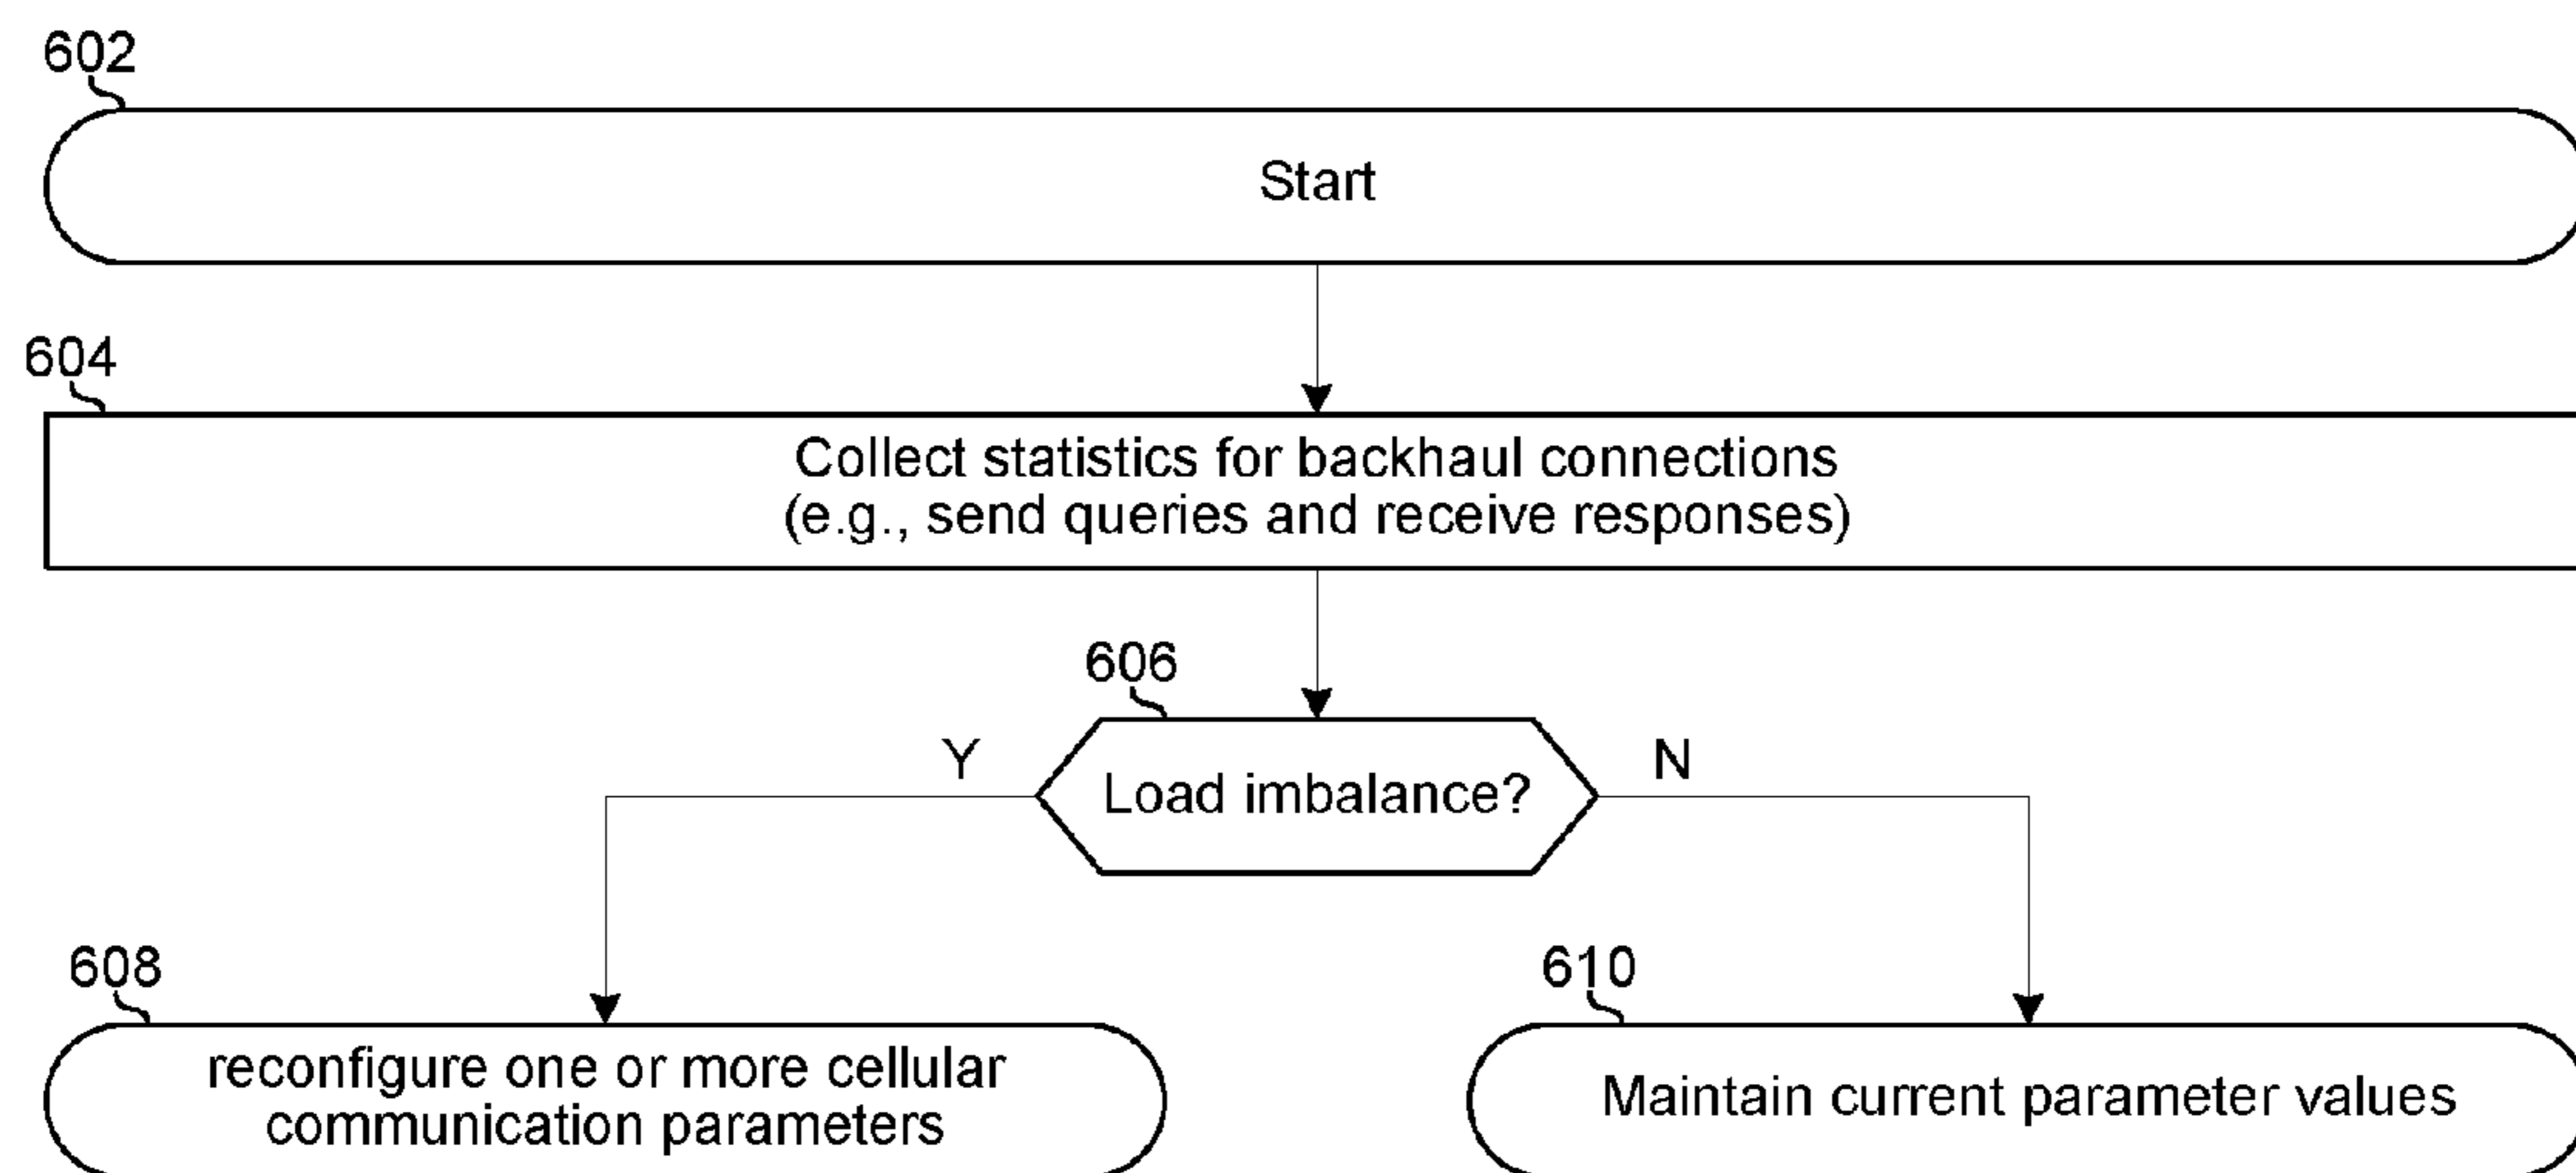 602
Start
604
Collect statistics for backhaul connections
(e.g., send queries and receive responses)
606
Y
Load imbalance?
N
608
reconfigure one or more cellular
communication parameters
610
Maintain current parameter values